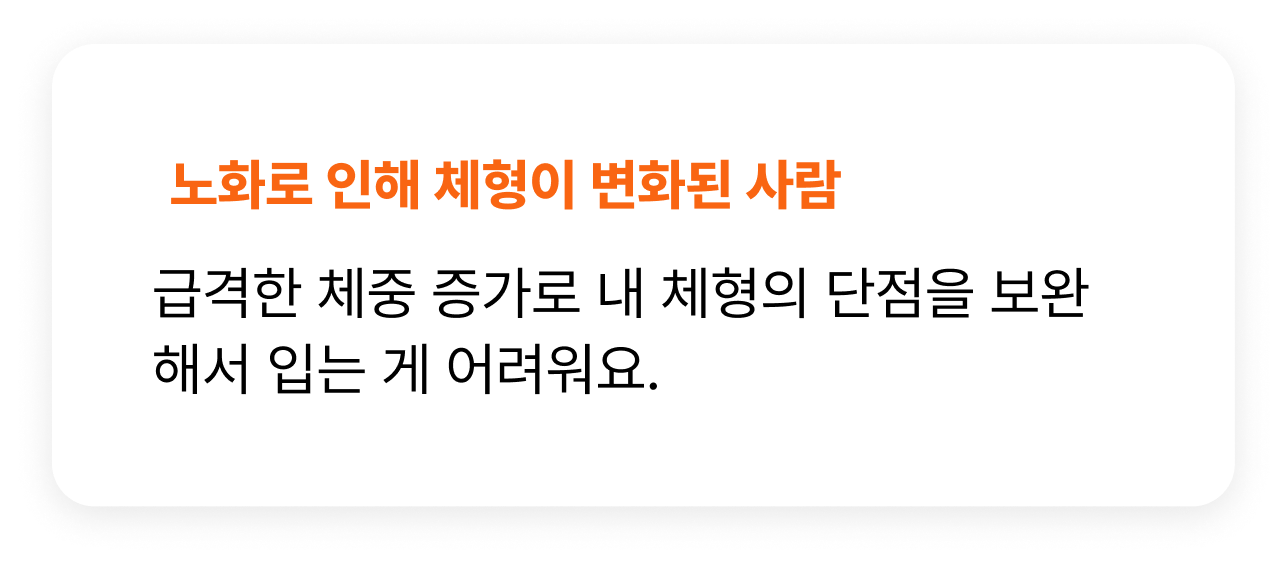 노화로 인해 체형이 변화된 사람
급격한 체중 증가로 내 체형의 단점을 보완
해서 입는 게 어려워요.